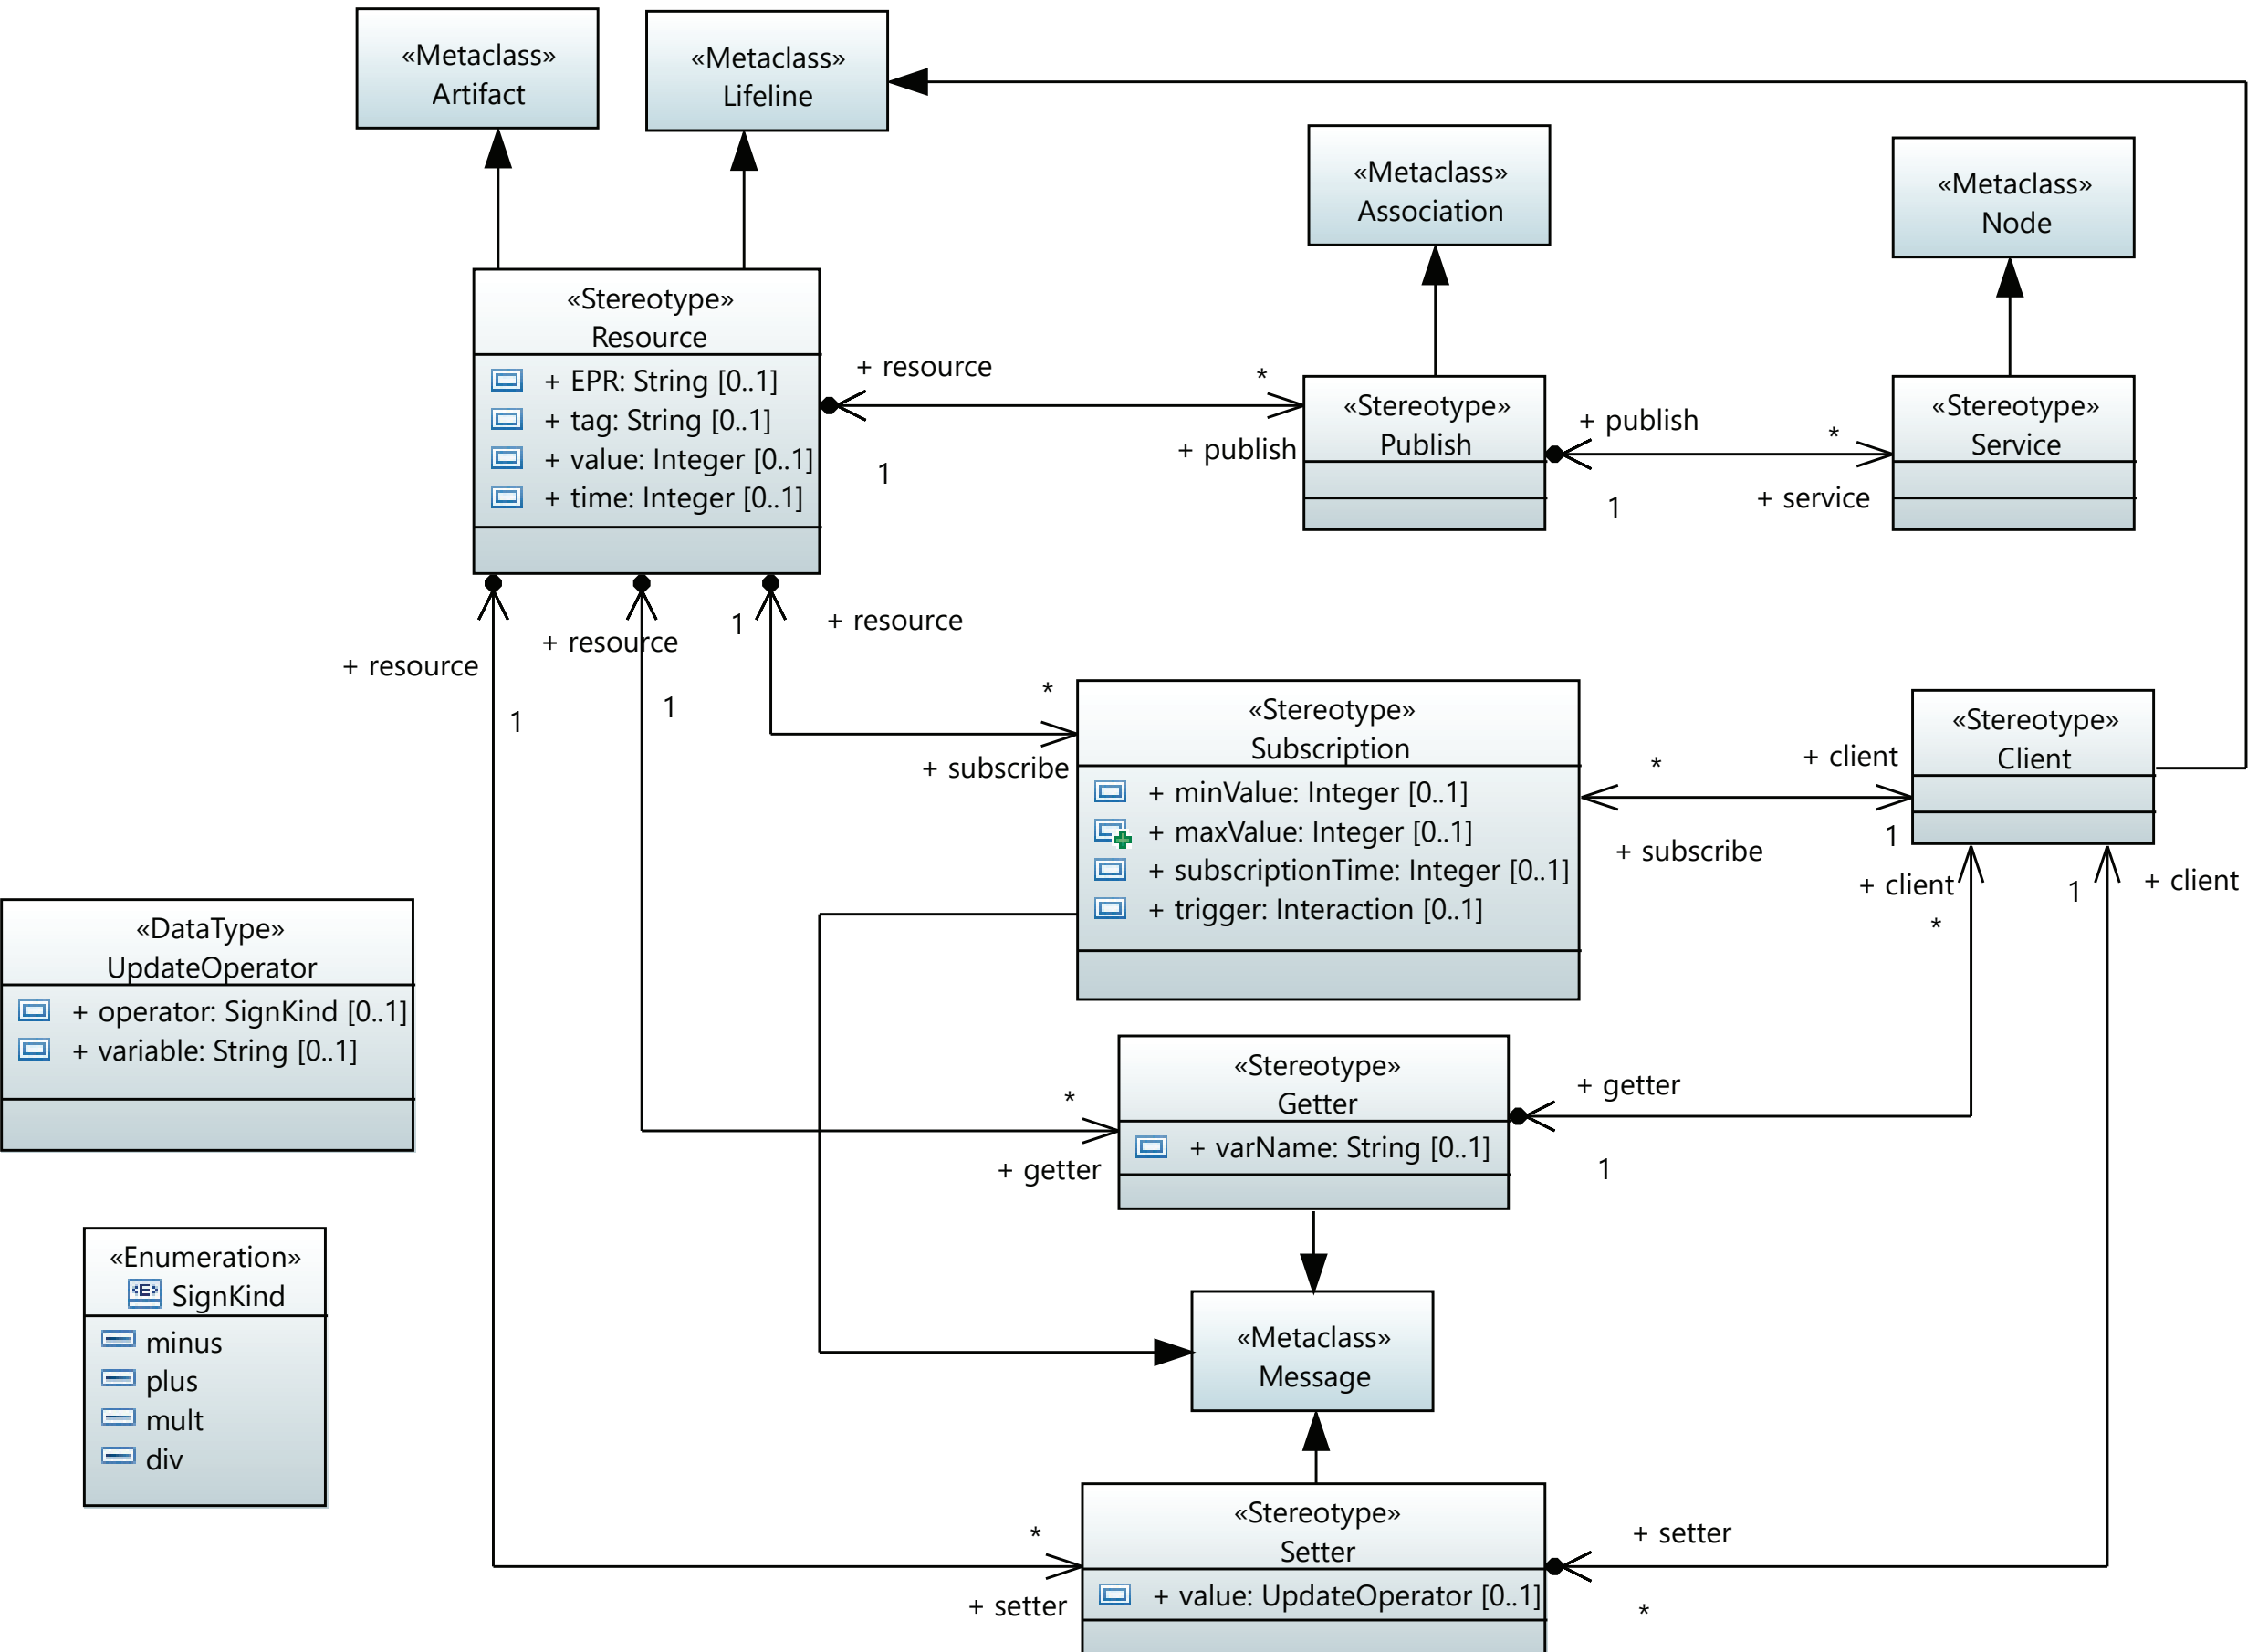 «Metaclass»
Artifact
«Metaclass»
Lifeline
«Metaclass»
Association
«Metaclass»
Node
«Stereotype»
Resource
+ EPR: String [0..1]
+ tag: String [0..1]
+ value: Integer [0..1]
+ time: Integer [0..1]
+ resource
1
*
+ publish
«Stereotype»
Publish
+ publish
1
*
+ service
«Stereotype»
Service
+ resource
1
+ resource
1
1
+ resource
*
+ subscribe
«Stereotype»
Subscription
+ minValue: Integer [0..1]
+ maxValue: Integer [0..1]
+ subscriptionTime: Integer [0..1]
+ trigger: Interaction [0..1]
*
+ subscribe
+ client
1
«Stereotype»
Client
+ client
*
1
+ client
«DataType»
UpdateOperator
+ operator: SignKind [0..1]
+ variable: String [0..1]
*
+ getter
«Stereotype»
Getter
+ varName: String [0..1]
+ getter
1
«Enumeration»
SignKind
minus
plus
mult
div
«Metaclass»
Message
*
+ setter
«Stereotype»
Setter
+ value: UpdateOperator [0..1]
+ setter
*